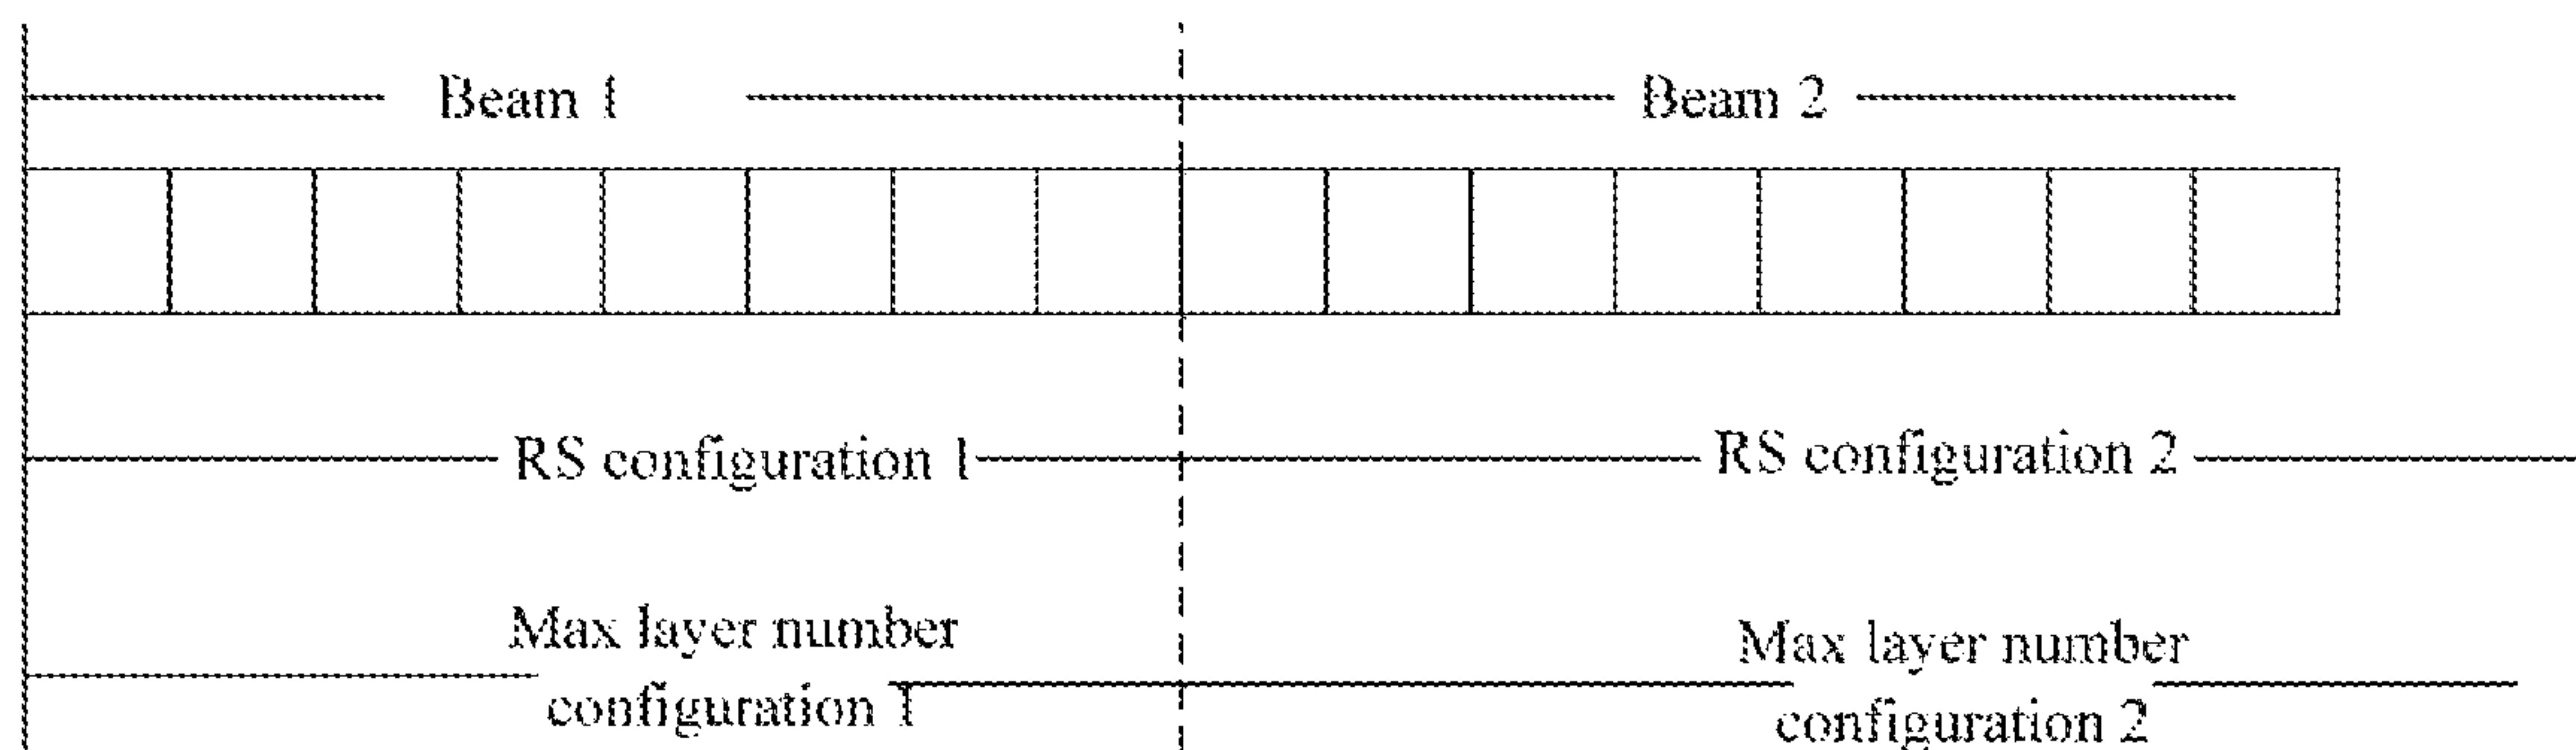 Beam 1 Beam 2
RS configuration 1 RS configuration 2
Max layer number Max layer number
configuration 1 configuration 2